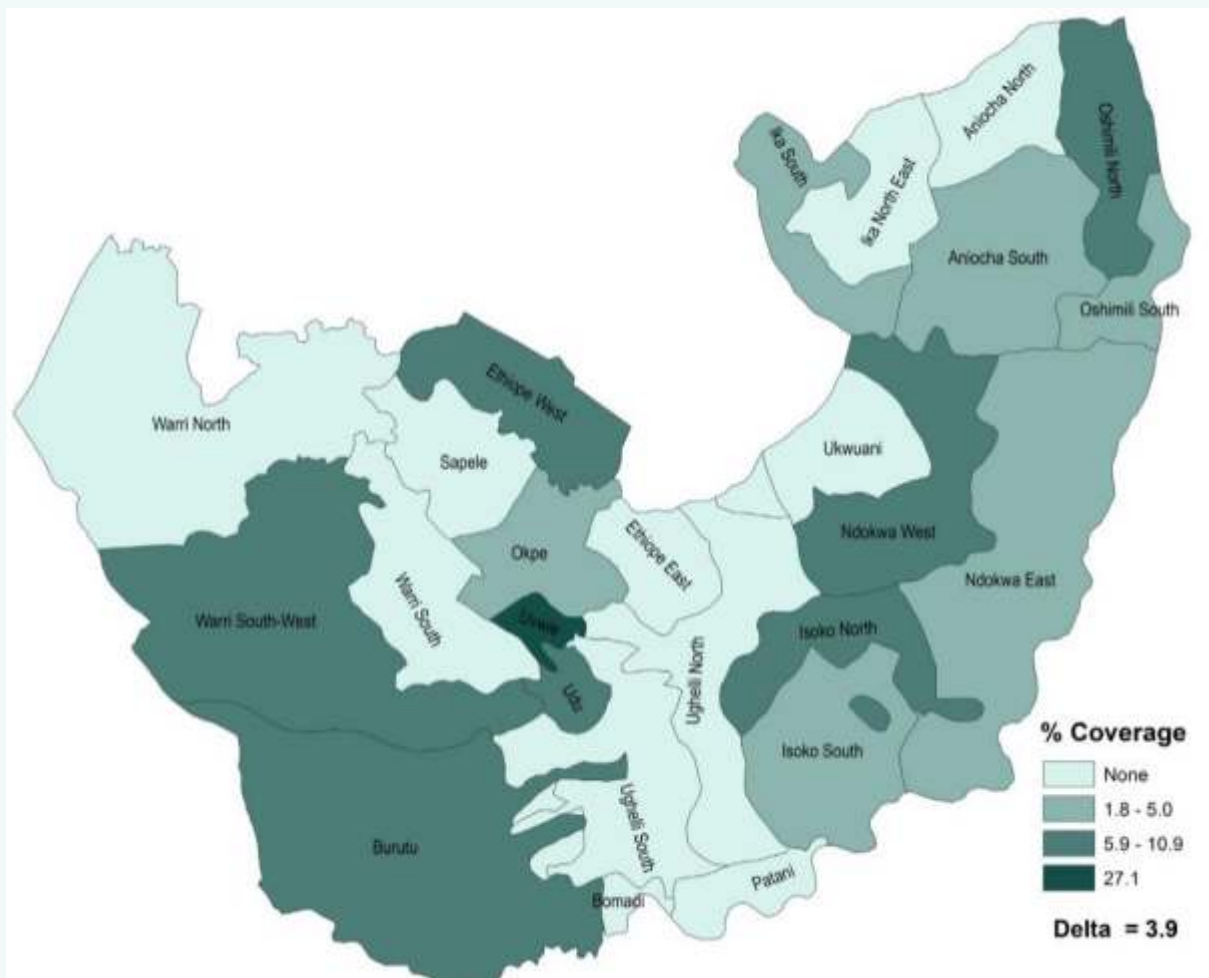 Aniocha North
Oshimili North
Ika South
Ika North East
Aniocha South
Oshimili South
Ethiope West
Warri North
Sapele
Ukwuani
Okpe
Ethiope East
Ndokwa West
Ndokwa East
Warri South
Warri South-West
Uvwie
Isoko North
Udu
Ughelli North
Isoko South
Ughelli South
Burutu
Patani
Bomadi
% Coverage
None
1.8 - 5.0
5.9 - 10.9
27.1
Delta = 3.9